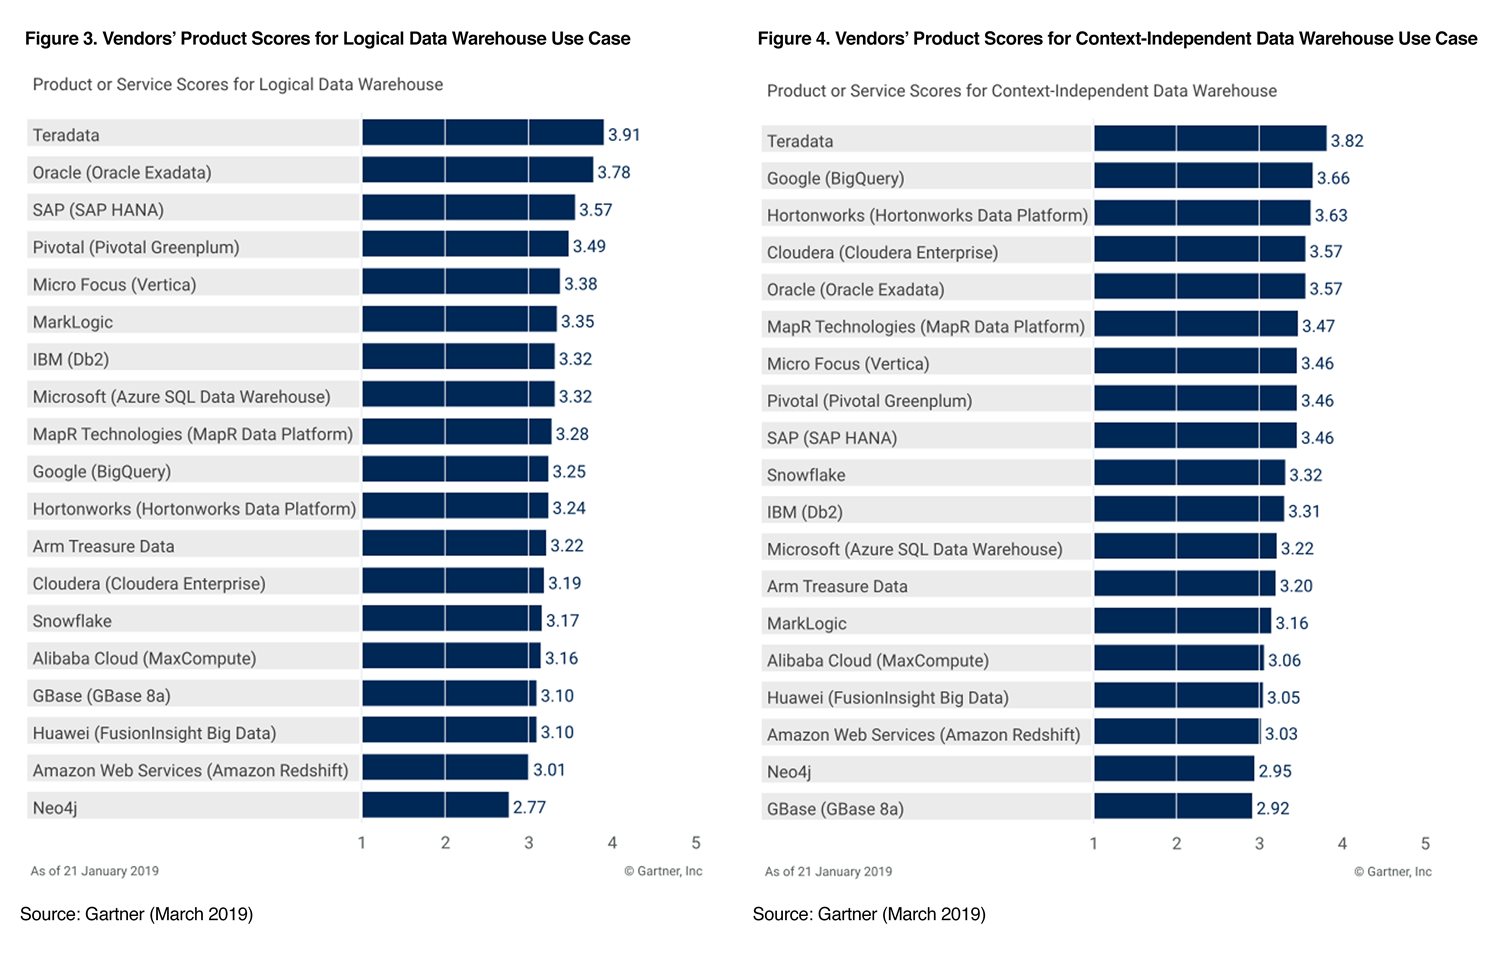 Figure 3. Vendors’ Product Scores for Logical Data Warehouse Use Case
Product or Service Scores for Logical Data Warehouse
Teradata 3.91
Oracle (Oracle Exadata) 3.78
SAP (SAP HANA) 3.57
Pivotal (Pivotal Greenplum) 3.49
Micro Focus (Vertica) 3.38
MarkLogic 3.35
IBM (Db2) 3.32
Microsoft (Azure SQL Data Warehouse) 3.32
MapR Technologies (MapR Data Platform) 3.28
Google (BigQuery) 3.25
Hortonworks (Hortonworks Data Platform) 3.24
Arm Treasure Data 3.22
Cloudera (Cloudera Enterprise) 3.19
Snowflake 3.17
Alibaba Cloud (MaxCompute) 3.16
GBase (GBase 8a) 3.10
Huawei (FusionInsight Big Data) 3.10
Amazon Web Services (Amazon Redshift) 3.01
Neo4j 2.77
1 2 3 4 5
As of 21 January 2019 © Gartner, Inc
Source: Gartner (March 2019)
Figure 4. Vendors’ Product Scores for Context-Independent Data Warehouse Use Case
Product or Service Scores for Context-Independent Data Warehouse
Teradata 3.82
Google (BigQuery) 3.66
Hortonworks (Hortonworks Data Platform) 3.63
Cloudera (Cloudera Enterprise) 3.57
Oracle (Oracle Exadata) 3.57
MapR Technologies (MapR Data Platform) 3.47
Micro Focus (Vertica) 3.46
Pivotal (Pivotal Greenplum) 3.46
SAP (SAP HANA) 3.46
Snowflake 3.32
IBM (Db2) 3.31
Microsoft (Azure SQL Data Warehouse) 3.22
Arm Treasure Data 3.20
MarkLogic 3.16
Alibaba Cloud (MaxCompute) 3.06
Huawei (FusionInsight Big Data) 3.05
Amazon Web Services (Amazon Redshift) 3.03
Neo4j 2.95
GBase (GBase 8a) 2.92
1 2 3 4 5
As of 21 January 2019 © Gartner, Inc
Source: Gartner (March 2019)